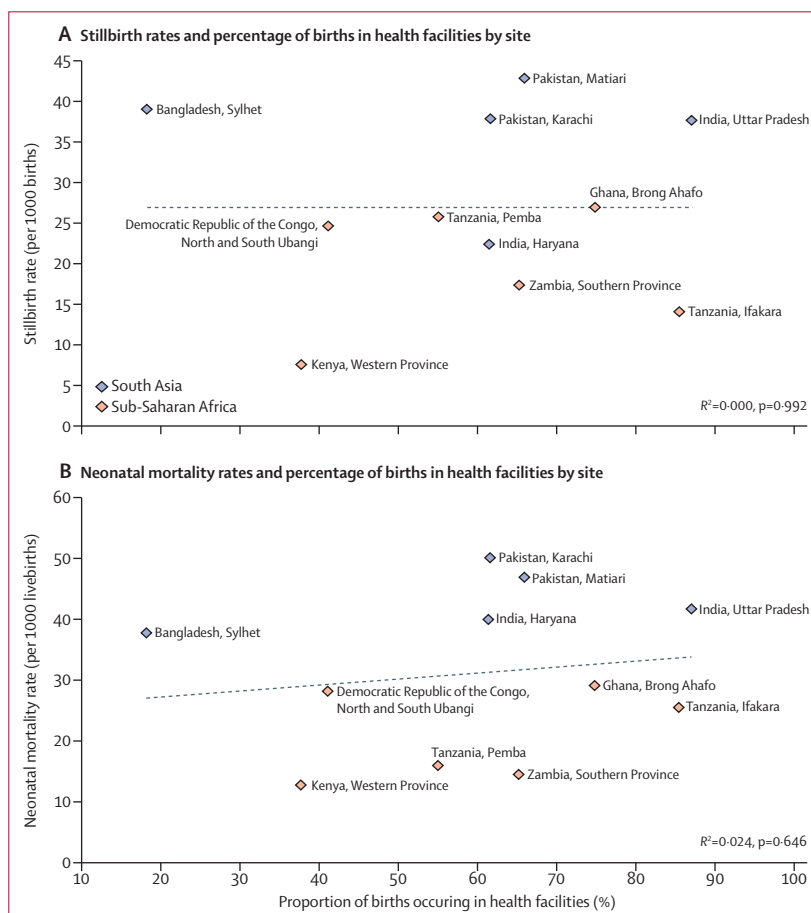 A Stillbirth rates and percentage of births in health facilities by site
45
40
35
30
25
20
15
10
5
0
Stillbirth rate (per 1000 births)
Pakistan, Matiari
Bangladesh, Sylhet
Pakistan, Karachi
India, Uttar Pradesh
Ghana, Brong Ahafo
Tanzania, Pemba
Democratic Republic of the Congo,
North and South Ubangi
India, Haryana
Zambia, Southern Province
Tanzania, Ifakara
Kenya, Western Province
South Asia
Sub-Saharan Africa
R²=0·000, p=0·992
B Neonatal mortality rates and percentage of births in health facilities by site
60
50
40
30
20
10
0
Neonatal mortality rate (per 1000 livebirths)
Pakistan, Karachi
Pakistan, Matiari
India, Haryana
India, Uttar Pradesh
Bangladesh, Sylhet
Democratic Republic of the Congo,
North and South Ubangi
Ghana, Brong Ahafo
Tanzania, Ifakara
Tanzania, Pemba
Zambia, Southern Province
Kenya, Western Province
R²=0·024, p=0·646
10 20 30 40 50 60 70 80 90 100
Proportion of births occuring in health facilities (%)